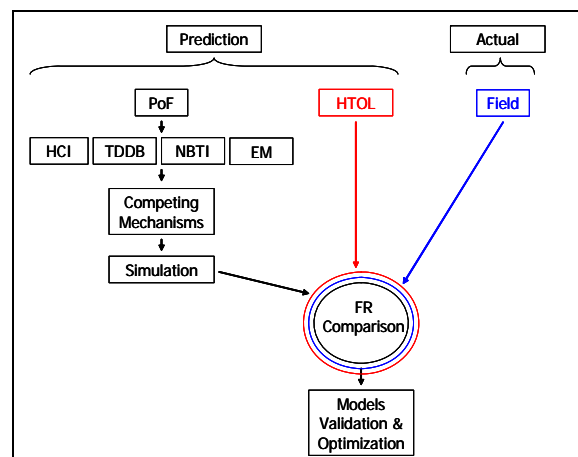 Prediction
Actual
PoF
HTOL
Field
HCI
TDDB
NBTI
EM
Competing
Mechanisms
Simulation
FR
Comparison
Models
Validation &
Optimization